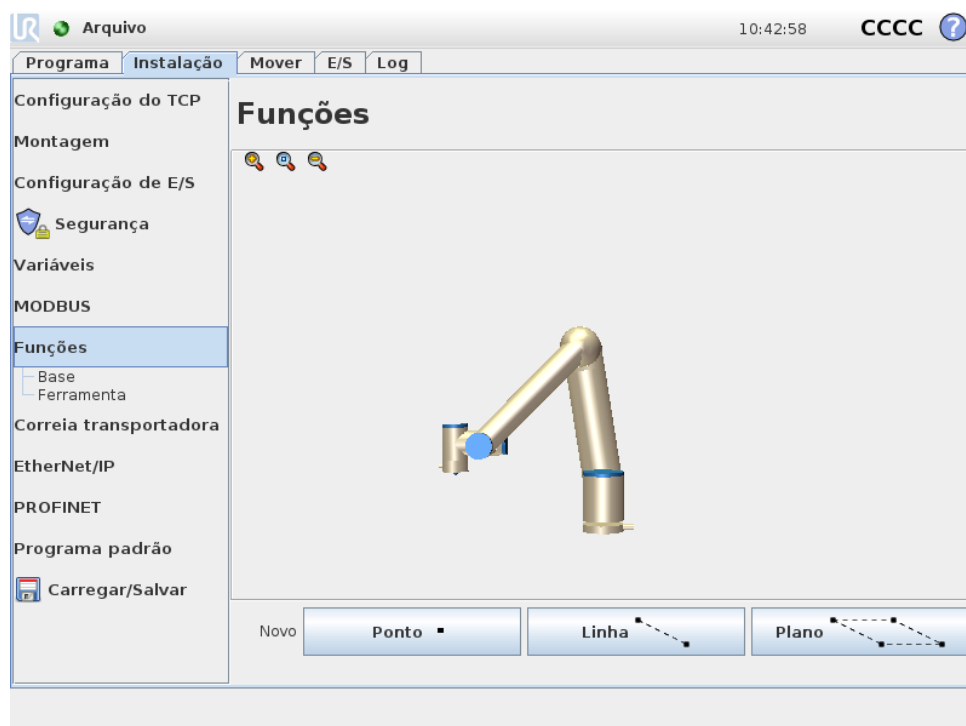 UR Arquivo 10:42:58 CCCC ?
Programa Instalação Mover E/S Log
Configuração do TCP
Montagem
Configuração de E/S
Segurança
Variáveis
MODBUS
Funções
Base
Ferramenta
Correia transportadora
EtherNet/IP
PROFINET
Programa padrão
Carregar/Salvar
Funções
Novo Ponto Linha Plano